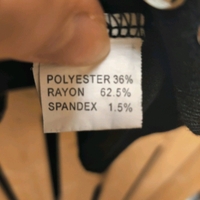 POLYESTER 36%
RAYON 62.5%
SPANDEX 1.5%